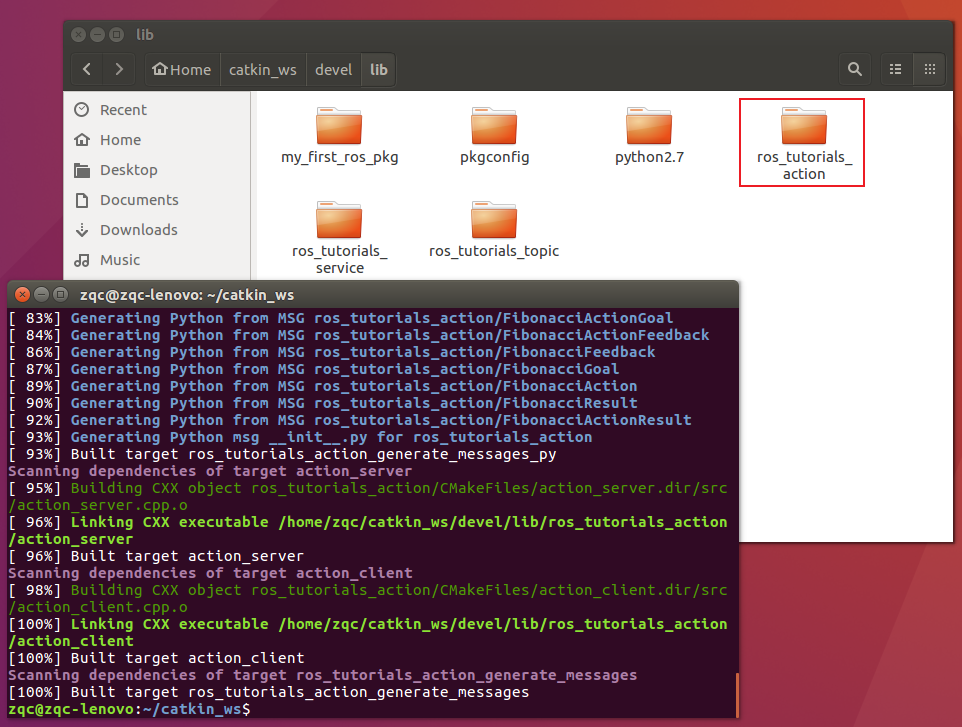 lib
Home catkin_ws devel lib
Recent
Home
Desktop
Documents
Downloads
Music
my_first_ros_pkg
pkgconfig
python2.7
ros_tutorials_
action
ros_tutorials_
service
ros_tutorials_topic
zqc@zqc-lenovo: ~/catkin_ws
[ 83%] Generating Python from MSG ros_tutorials_action/FibonacciActionGoal
[ 84%] Generating Python from MSG ros_tutorials_action/FibonacciActionFeedback
[ 86%] Generating Python from MSG ros_tutorials_action/FibonacciFeedback
[ 87%] Generating Python from MSG ros_tutorials_action/FibonacciGoal
[ 89%] Generating Python from MSG ros_tutorials_action/FibonacciAction
[ 90%] Generating Python from MSG ros_tutorials_action/FibonacciResult
[ 92%] Generating Python from MSG ros_tutorials_action/FibonacciActionResult
[ 93%] Generating Python msg __init__.py for ros_tutorials_action
[ 93%] Built target ros_tutorials_action_generate_messages_py
Scanning dependencies of target action_server
[ 95%] Building CXX object ros_tutorials_action/CMakeFiles/action_server.dir/src
/action_server.cpp.o
[ 96%] Linking CXX executable /home/zqc/catkin_ws/devel/lib/ros_tutorials_action
/action_server
[ 96%] Built target action_server
Scanning dependencies of target action_client
[ 98%] Building CXX object ros_tutorials_action/CMakeFiles/action_client.dir/src
/action_client.cpp.o
[100%] Linking CXX executable /home/zqc/catkin_ws/devel/lib/ros_tutorials_action
/action_client
[100%] Built target action_client
Scanning dependencies of target ros_tutorials_action_generate_messages
[100%] Built target ros_tutorials_action_generate_messages
zqc@zqc-lenovo:~/catkin_ws$